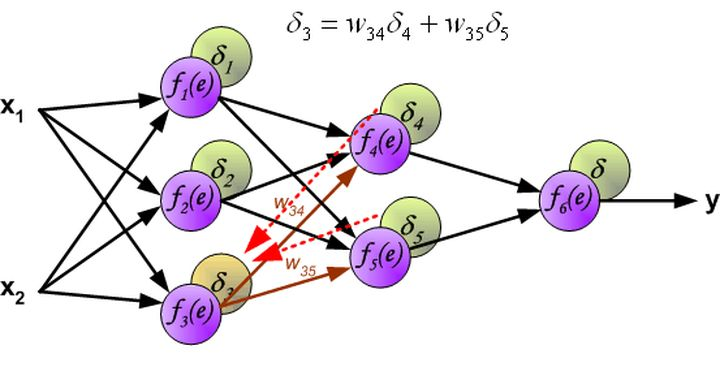 δ₃ = w₃₄δ₄ + w₃₅δ₅
x₁
x₂
f₁(e)
δ₁
f₂(e)
δ₂
f₃(e)
δ₃
w₃₄
w₃₅
f₄(e)
δ₄
f₅(e)
δ₅
f₆(e)
δ
y